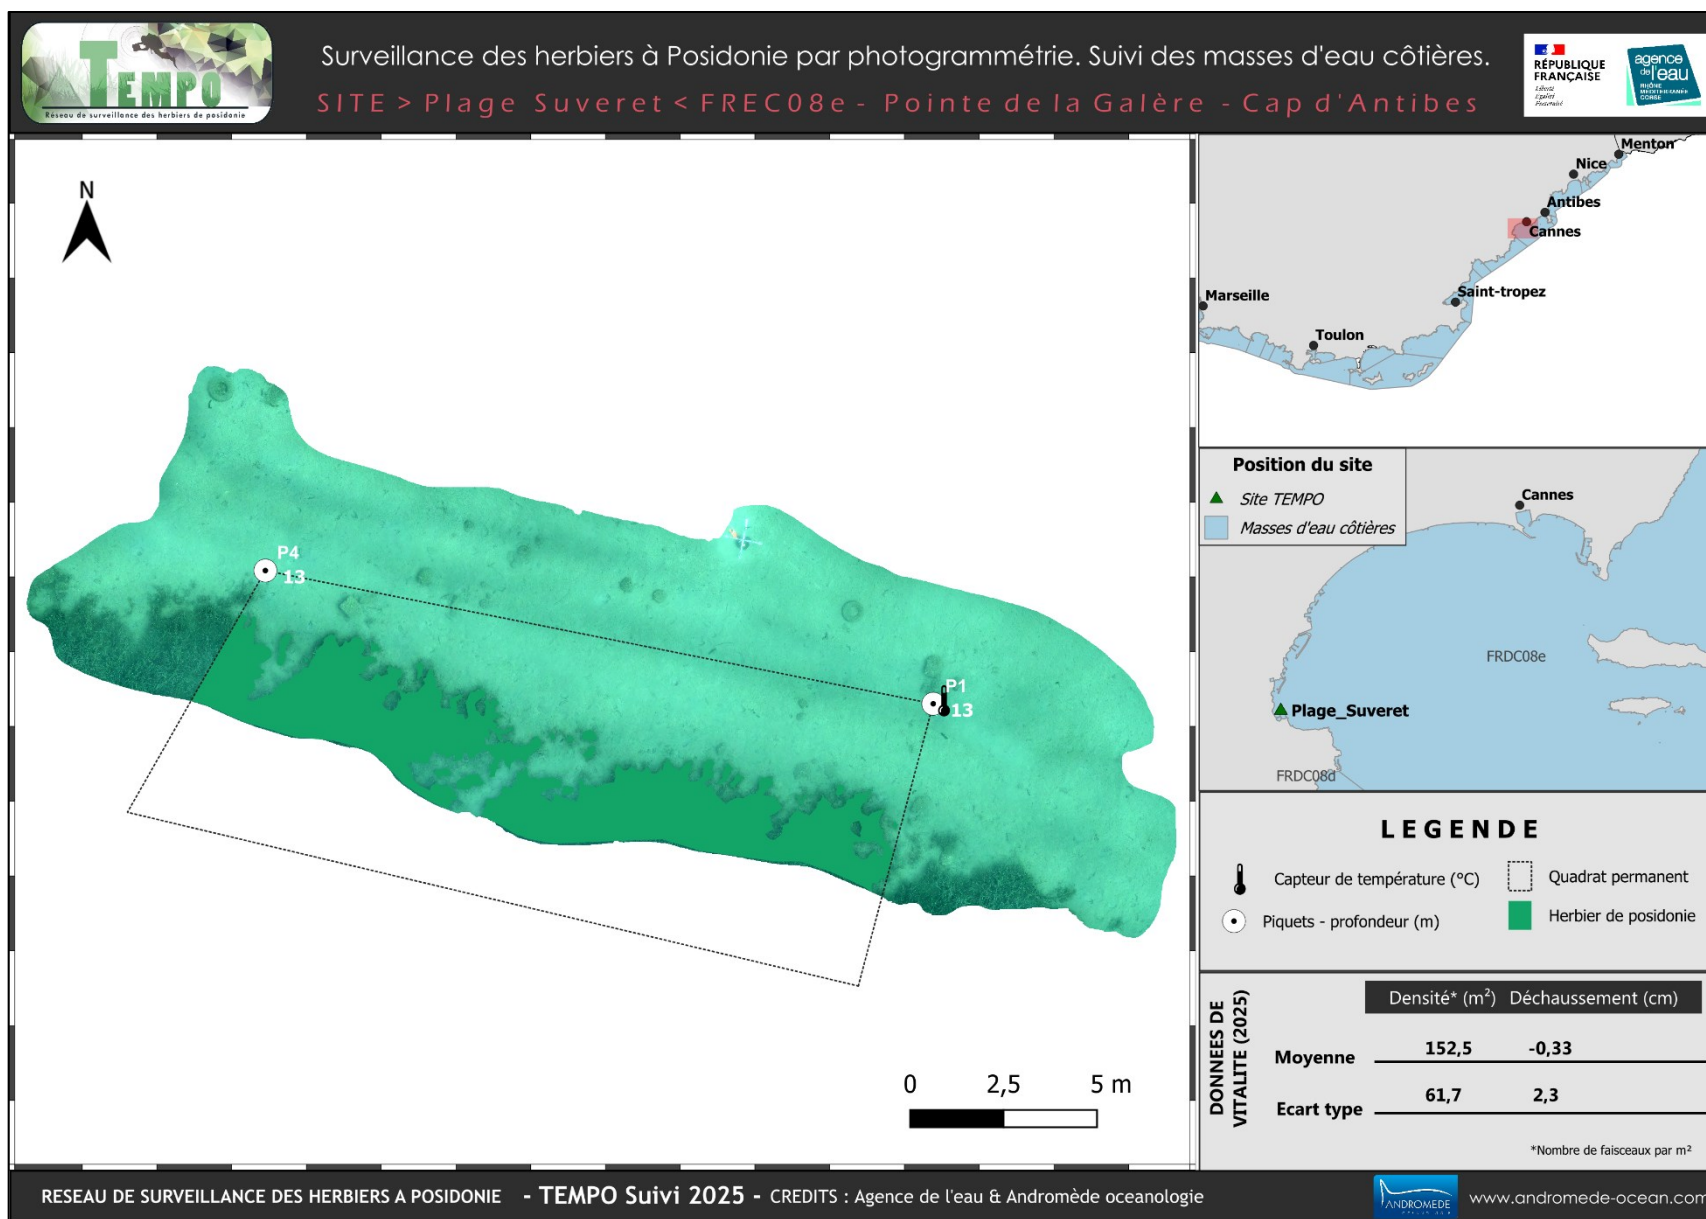 TEMPO
Réseau de surveillance des herbiers de posidonie
Surveillance des herbiers à Posidonie par photogrammétrie. Suivi des masses d'eau côtières.
SITE > Plage Suveret < FREC08e - Pointe de la Galère - Cap d'Antibes
RÉPUBLIQUE
FRANÇAISE
Liberté
Égalité
Fraternité
agence
de l'eau
RHÔNE
MÉDITERRANÉE
CORSE
N
P4
13
P1
13
0 2,5 5 m
Menton
Nice
Antibes
Cannes
Saint-tropez
Marseille
Toulon
Position du site
Site TEMPO
Masses d'eau côtières
Cannes
FRDC08e
Plage_Suveret
FRDC08d
LEGENDE
Capteur de température (°C)
Quadrat permanent
Piquets - profondeur (m)
Herbier de posidonie
DONNEES DE
VITALITE (2025)
Densité* (m²) Déchaussement (cm)
Moyenne 152,5 -0,33
Ecart type 61,7 2,3
*Nombre de faisceaux par m²
RESEAU DE SURVEILLANCE DES HERBIERS A POSIDONIE - TEMPO Suivi 2025 - CREDITS : Agence de l'eau & Andromède oceanologie
ANDROMEDE
www.andromede-ocean.com